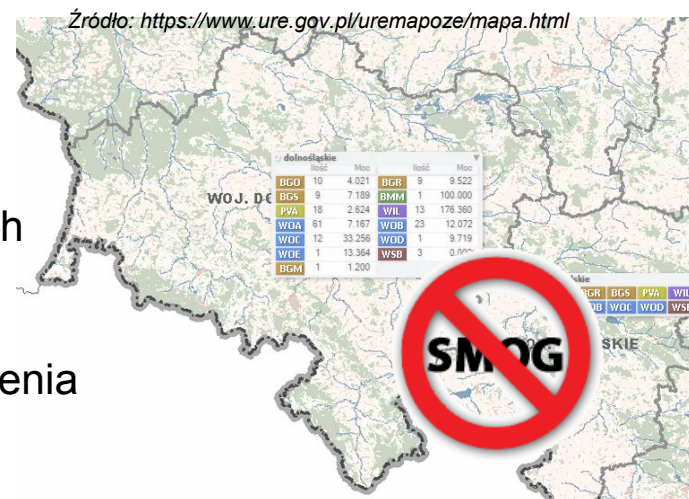 Źródło: https://www.ure.gov.pl/uremapoze/mapa.html
dolnośląskie
Ilość Moc Ilość Moc
BGO 10 4.021 BGR 9 9.522
BGS 9 7.189 BMM 1 100.000
PVA 18 2.624 WIL 13 176.360
WOA 61 7.167 WOB 23 12.072
WOC 12 33.256 WOD 1 9.719
WOE 1 13.364 WSB 3
BGM 1 1.200
WOJ. DO
h
skie
BGR BGS PVA WIL
WOC WOD
SMOG
SKIE
enia